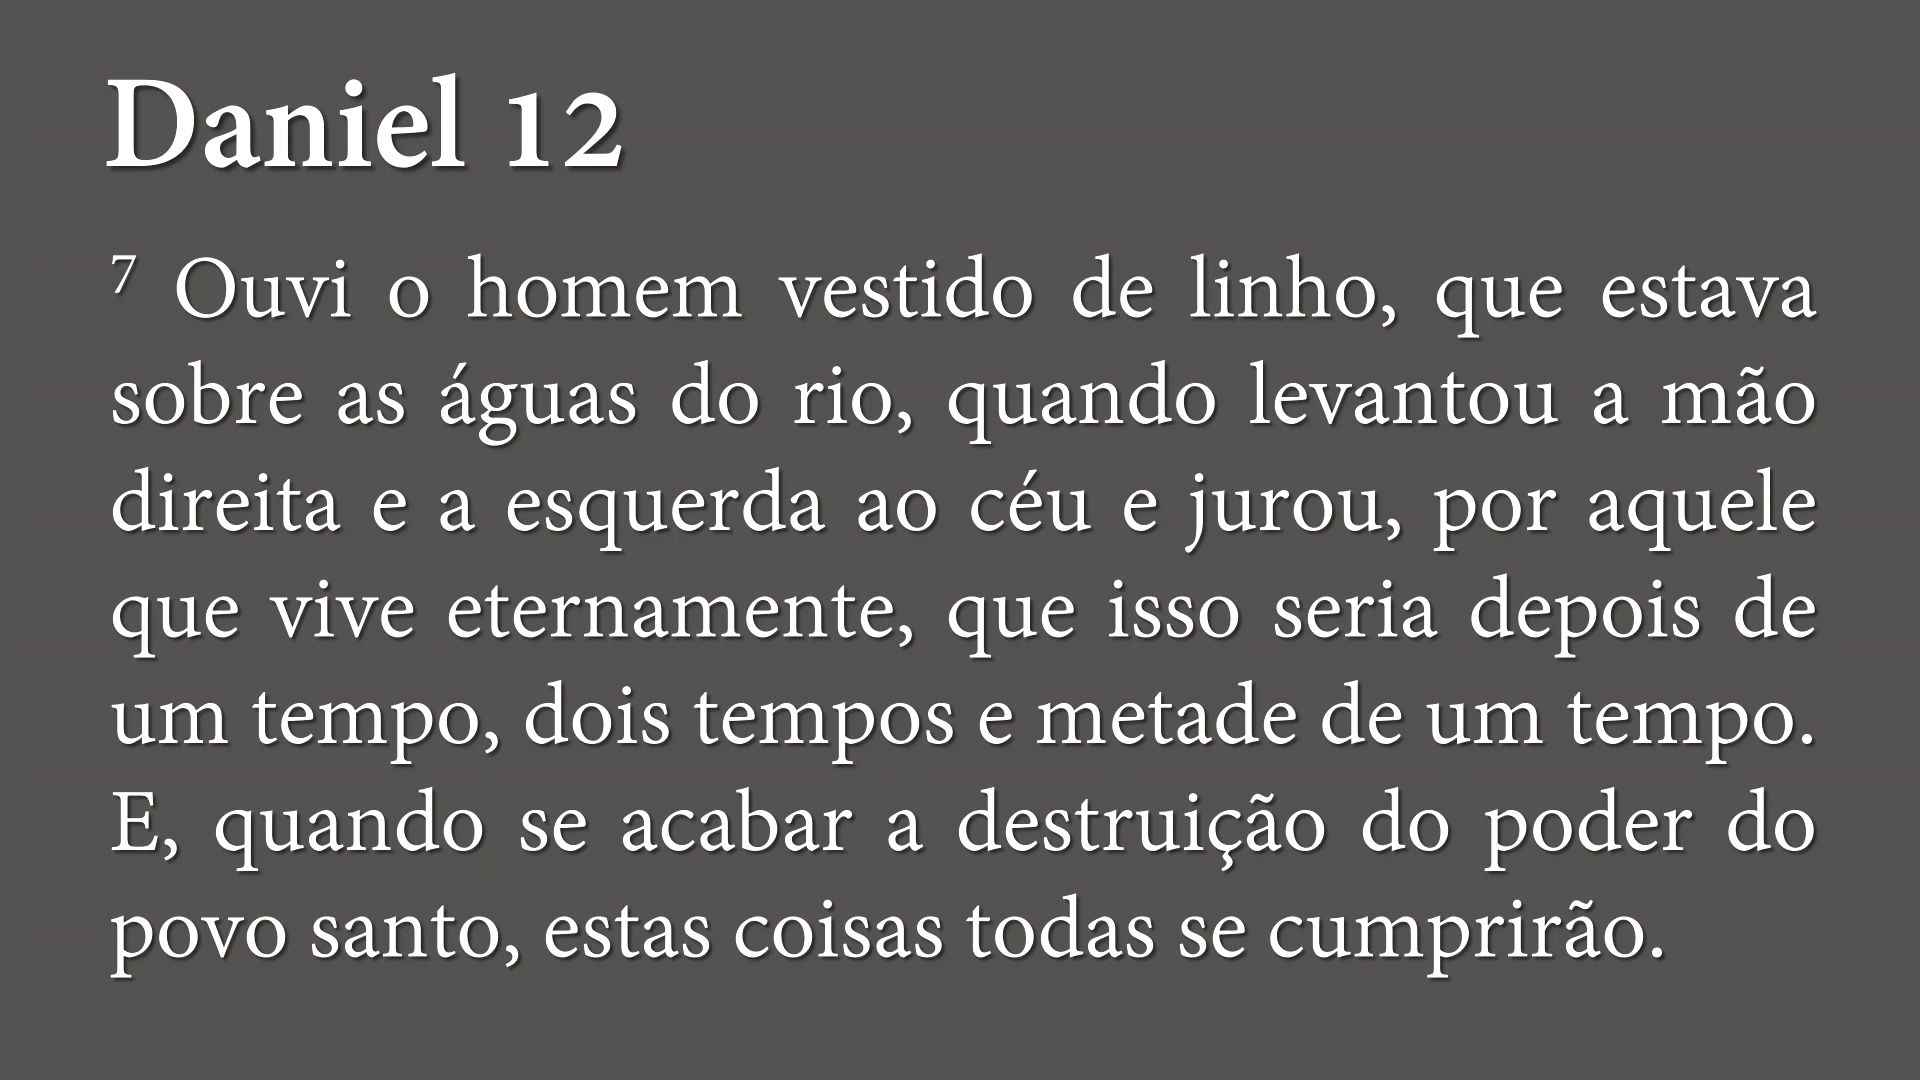 Daniel 12
7 Ouvi o homem vestido de linho, que estava
sobre as águas do rio, quando levantou a mão
direita e a esquerda ao céu e jurou, por aquele
que vive eternamente, que isso seria depois de
um tempo, dois tempos e metade de um tempo.
E, quando se acabar a destruição do poder do
povo santo, estas coisas todas se cumprirão.